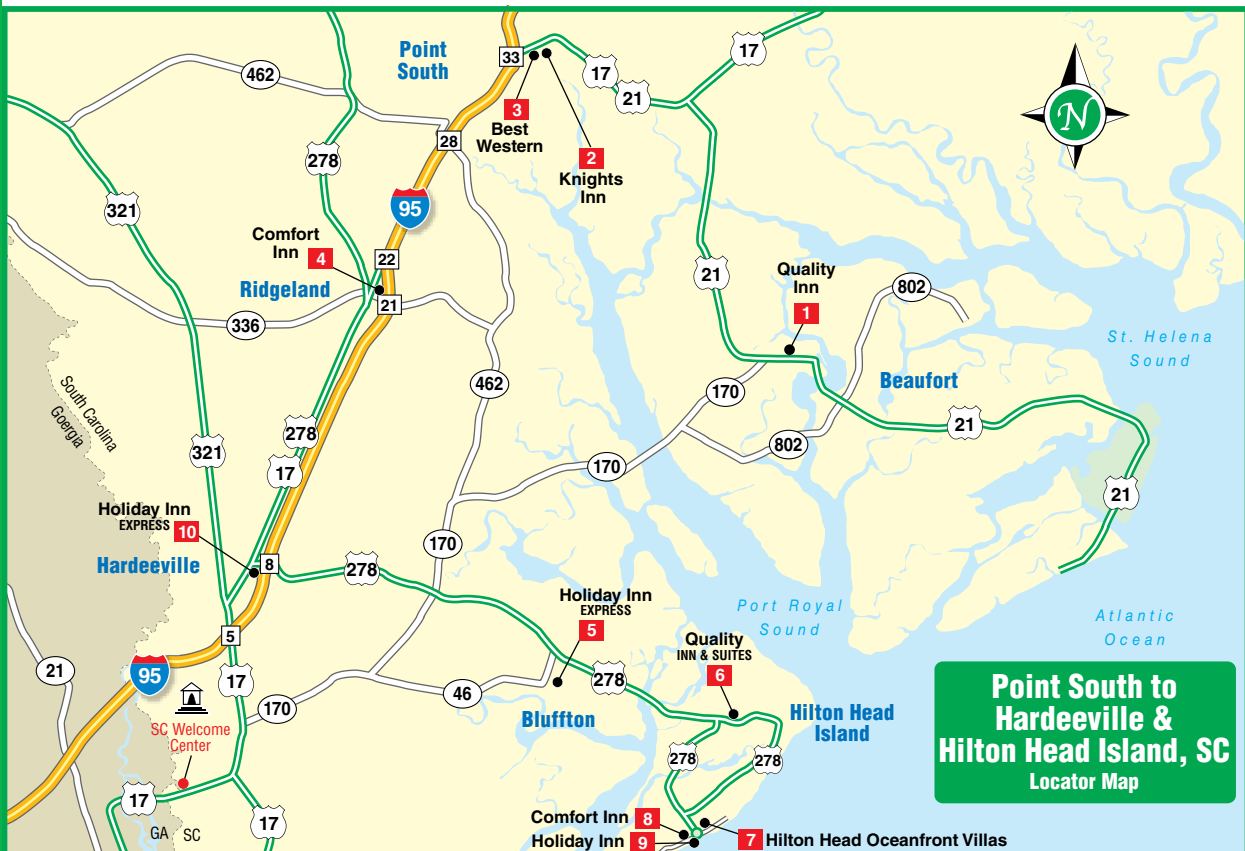 Point
South
33
17
17
21
462
3
Best
Western
2
Knights
Inn
N
28
278
95
321
Comfort
Inn
4
22
Ridgeland
21
336
21
Quality
Inn
1
802
St. Helena
Sound
Beaufort
170
462
South Carolina
Goergia
278
321
17
21
802
170
21
Holiday Inn
EXPRESS
10
Hardeeville
8
278
170
Holiday Inn
EXPRESS
5
Port Royal
Sound
Atlantic
Ocean
5
Quality
INN & SUITES
6
21
95
17
46
278
170
Bluffton
Hilton Head
Island
SC Welcome
Center
278
278
17
GA
SC
17
Comfort Inn
8
Holiday Inn
9
7
Hilton Head Oceanfront Villas
Point South to
Hardeeville &
Hilton Head Island, SC
Locator Map